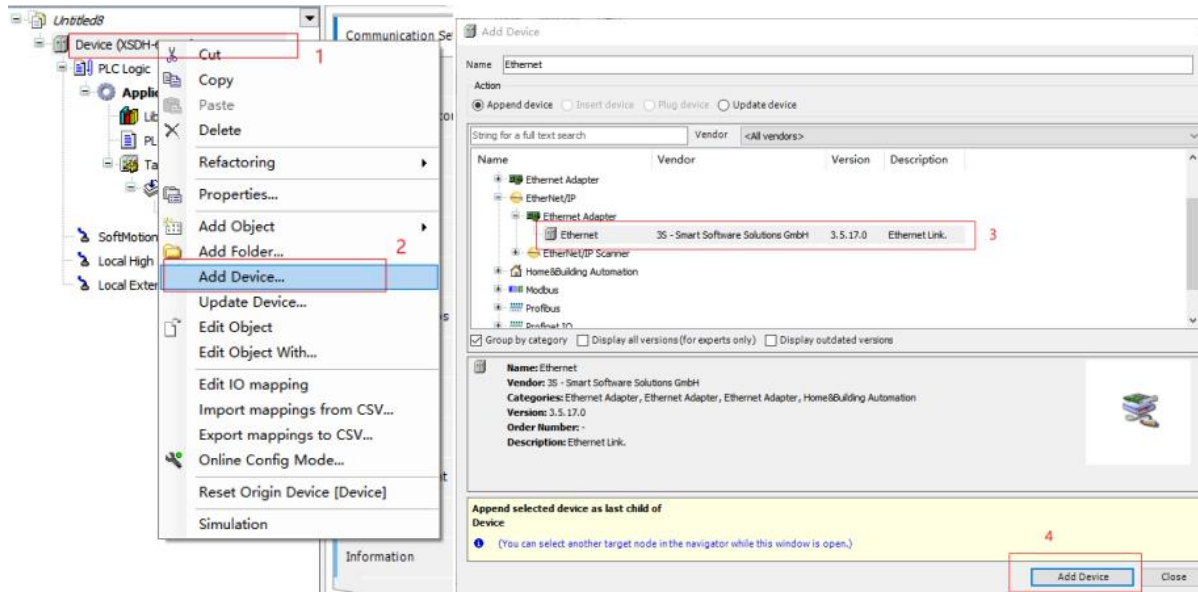 Untitled8
Device (XSDH-
1
PLC Logic
Applic
Lib
PL
Ta
SoftMotion
Local High
Local Exter
Cut
Copy
Paste
Delete
Refactoring
Properties...
Add Object
Add Folder...
2
Add Device...
Update Device...
Edit Object
Edit Object With...
Edit IO mapping
Import mappings from CSV...
Export mappings to CSV...
Online Config Mode...
Reset Origin Device [Device]
Simulation
Communication Se
Information
Add Device
Name Ethernet
Action
Append device Insert device Plug device Update device
String for a full text search Vendor <All vendors>
Name Vendor Version Description
Ethernet Adapter
EtherNet/IP
Ethernet Adapter
Ethernet 3S - Smart Software Solutions GmbH 3.5.17.0 Ethernet Link. 3
EtherNet/IP Scanner
Home&Building Automation
Modbus
Profibus
Profinet IO
Group by category Display all versions (for experts only) Display outdated versions
Name: Ethernet
Vendor: 3S - Smart Software Solutions GmbH
Categories: Ethernet Adapter, Ethernet Adapter, Ethernet Adapter, Home&Building Automation
Version: 3.5.17.0
Order Number: -
Description: Ethernet Link.
Append selected device as last child of
Device
(You can select another target node in the navigator while this window is open.)
4
Add Device Close